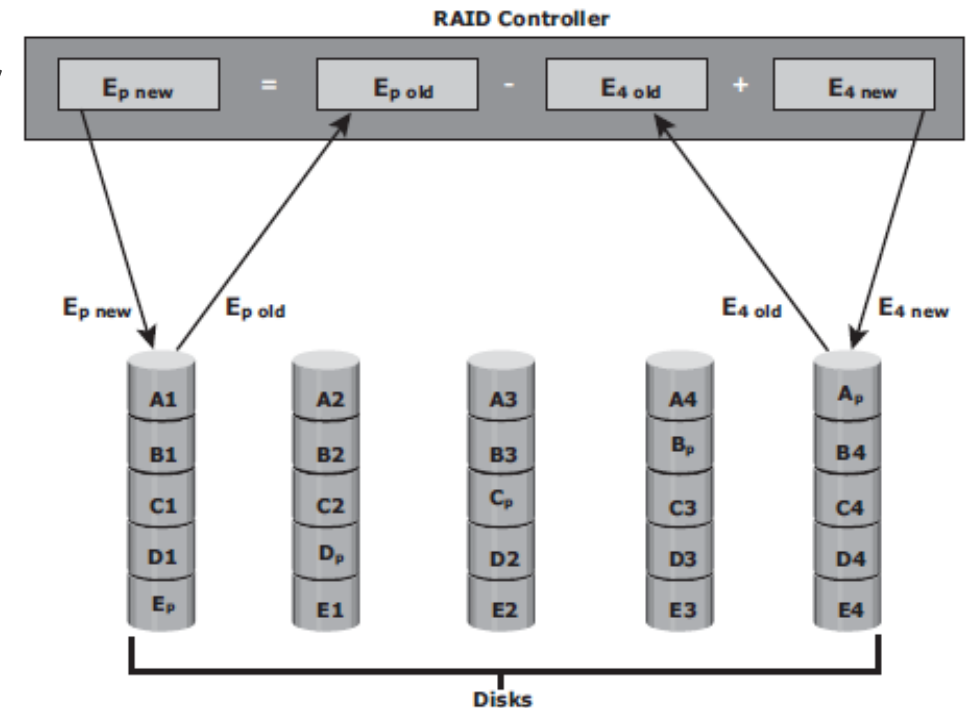 RAID Controller
Ep new = Ep old - E4 old + E4 new
Ep new Ep old E4 old E4 new
A1 A2 A3 A4 Ap
B1 B2 B3 Bp B4
C1 C2 Cp C3 C4
D1 Dp D2 D3 D4
Ep E1 E2 E3 E4
Disks